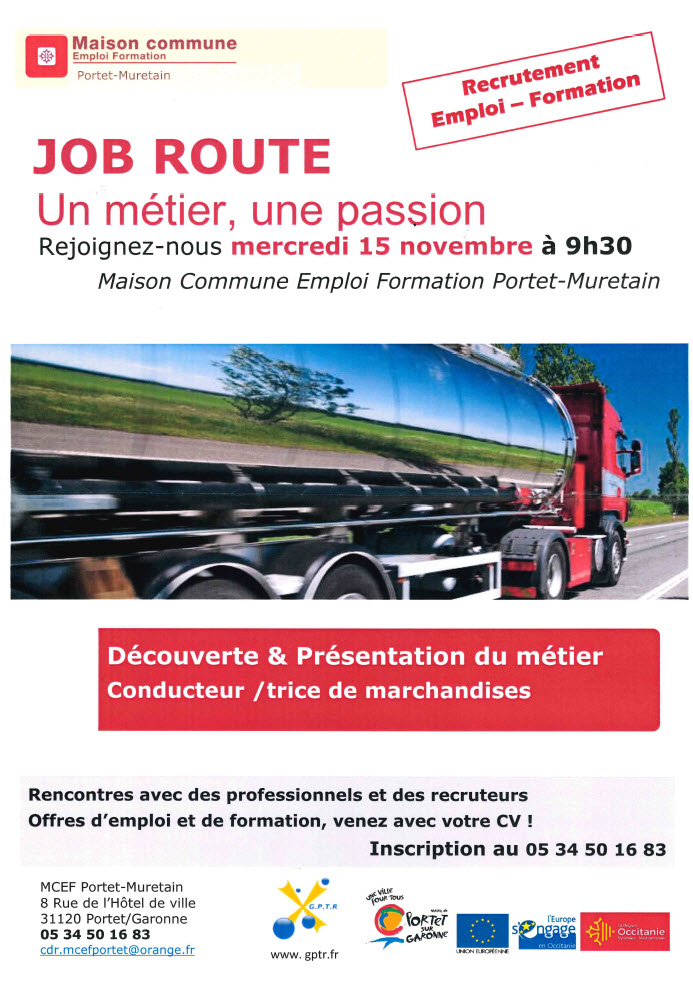 Maison commune
Emploi Formation
Portet-Muretain
Recrutement
Emploi – Formation
JOB ROUTE
Un métier, une passion
Rejoignez-nous mercredi 15 novembre à 9h30
Maison Commune Emploi Formation Portet-Muretain
Découverte & Présentation du métier
Conducteur /trice de marchandises
Rencontres avec des professionnels et des recruteurs
Offres d’emploi et de formation, venez avec votre CV !
Inscription au 05 34 50 16 83
MCEF Portet-Muretain
8 Rue de l’Hôtel de ville
31120 Portet/Garonne
05 34 50 16 83
cdr.mcefportet@orange.fr
G.P.T.R
www. gptr.fr
UNE VILLE
POUR TOUS
PORTET
SUR
GARONNE
UNION EUROPÉENNE
l'Europe
s'engage
en Occitanie
La Région
Occitanie